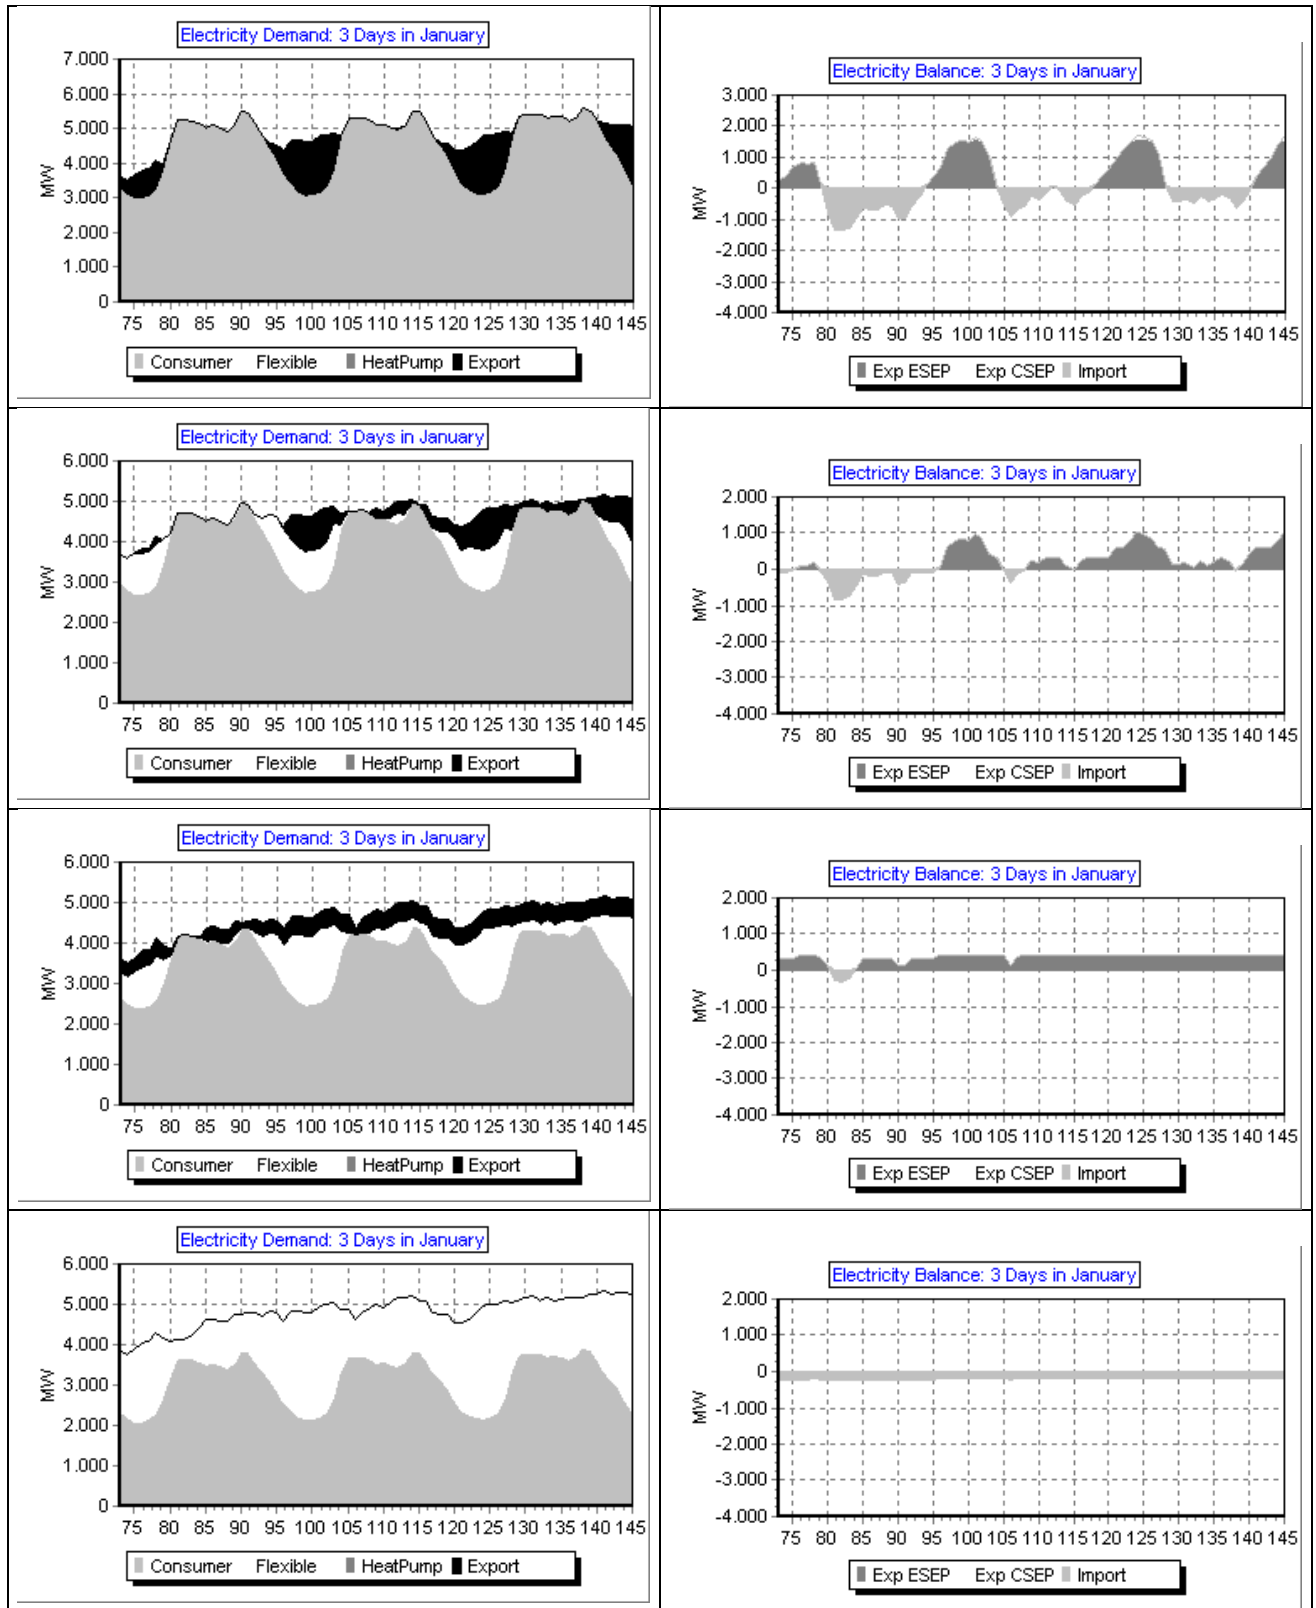 Electricity Demand: 3 Days in January
7.000
6.000
5.000
4.000
3.000
2.000
1.000
0
MW
75 80 85 90 95 100 105 110 115 120 125 130 135 140 145
Consumer Flexible HeatPump Export
Electricity Balance: 3 Days in January
3.000
2.000
1.000
0
-1.000
-2.000
-3.000
-4.000
MW
75 80 85 90 95 100 105 110 115 120 125 130 135 140 145
Exp ESEP Exp CSEP Import
Electricity Demand: 3 Days in January
6.000
5.000
4.000
3.000
2.000
1.000
0
MW
75 80 85 90 95 100 105 110 115 120 125 130 135 140 145
Consumer Flexible HeatPump Export
Electricity Balance: 3 Days in January
2.000
1.000
0
-1.000
-2.000
-3.000
-4.000
MW
75 80 85 90 95 100 105 110 115 120 125 130 135 140 145
Exp ESEP Exp CSEP Import
Electricity Demand: 3 Days in January
6.000
5.000
4.000
3.000
2.000
1.000
0
MW
75 80 85 90 95 100 105 110 115 120 125 130 135 140 145
Consumer Flexible HeatPump Export
Electricity Balance: 3 Days in January
2.000
1.000
0
-1.000
-2.000
-3.000
-4.000
MW
75 80 85 90 95 100 105 110 115 120 125 130 135 140 145
Exp ESEP Exp CSEP Import
Electricity Demand: 3 Days in January
6.000
5.000
4.000
3.000
2.000
1.000
0
MW
75 80 85 90 95 100 105 110 115 120 125 130 135 140 145
Consumer Flexible HeatPump Export
Electricity Balance: 3 Days in January
2.000
1.000
0
-1.000
-2.000
-3.000
-4.000
MW
75 80 85 90 95 100 105 110 115 120 125 130 135 140 145
Exp ESEP Exp CSEP Import